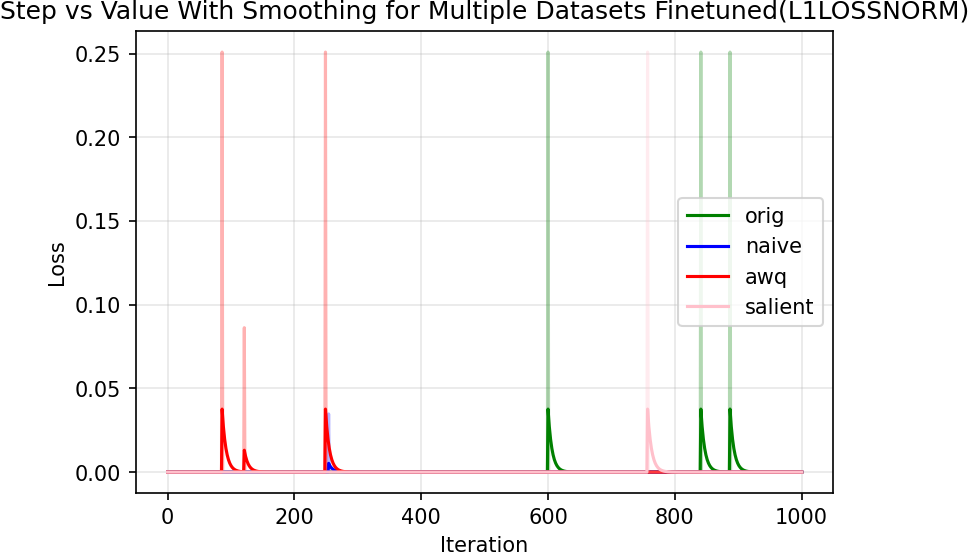 Step vs Value With Smoothing for Multiple Datasets Finetuned(L1LOSSNORM)
0.25
0.20
0.15
0.10
0.05
0.00
Loss
orig
naive
awq
salient
0 200 400 600 800 1000
Iteration